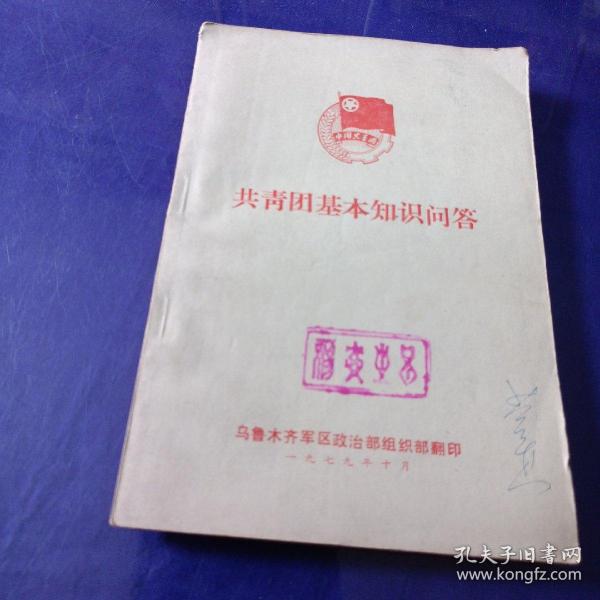 中国共青团
共青团基本知识问答
乌鲁木齐军区政治部组织部翻印
一九七九年十月
孔夫子旧书网
www.kongfz.com